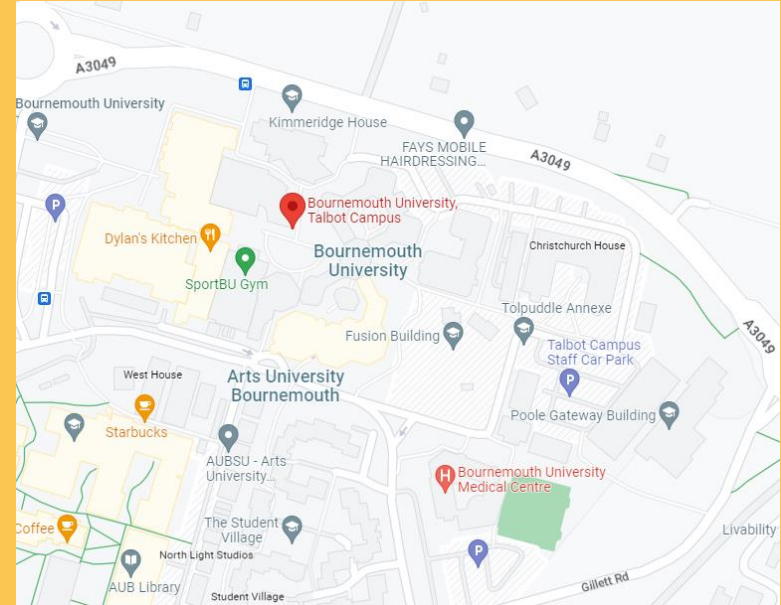 A3049
Bournemouth University
Kimmeridge House
FAYS MOBILE
HAIRDRESSING...
A3049
P
Bournemouth University,
Talbot Campus
Dylan's Kitchen
Bournemouth
University
Christchurch House
SportBU Gym
Tolpuddle Annexe
Fusion Building
A3049
Talbot Campus
Staff Car Park
P
West House
Arts University
Bournemouth
Poole Gateway Building
Starbucks
AUBSU - Arts
University...
H
Bournemouth University
Medical Centre
The Student
Village
Coffee
Livability
North Light Studios
P
AUB Library
Gillett Rd
Student Village